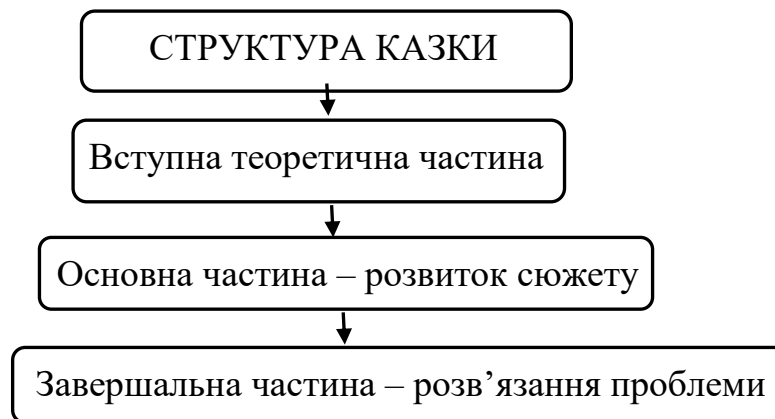 СТРУКТУРА КАЗКИ
Вступна теоретична частина
Основна частина – розвиток сюжету
Завершальна частина – розв’язання проблеми